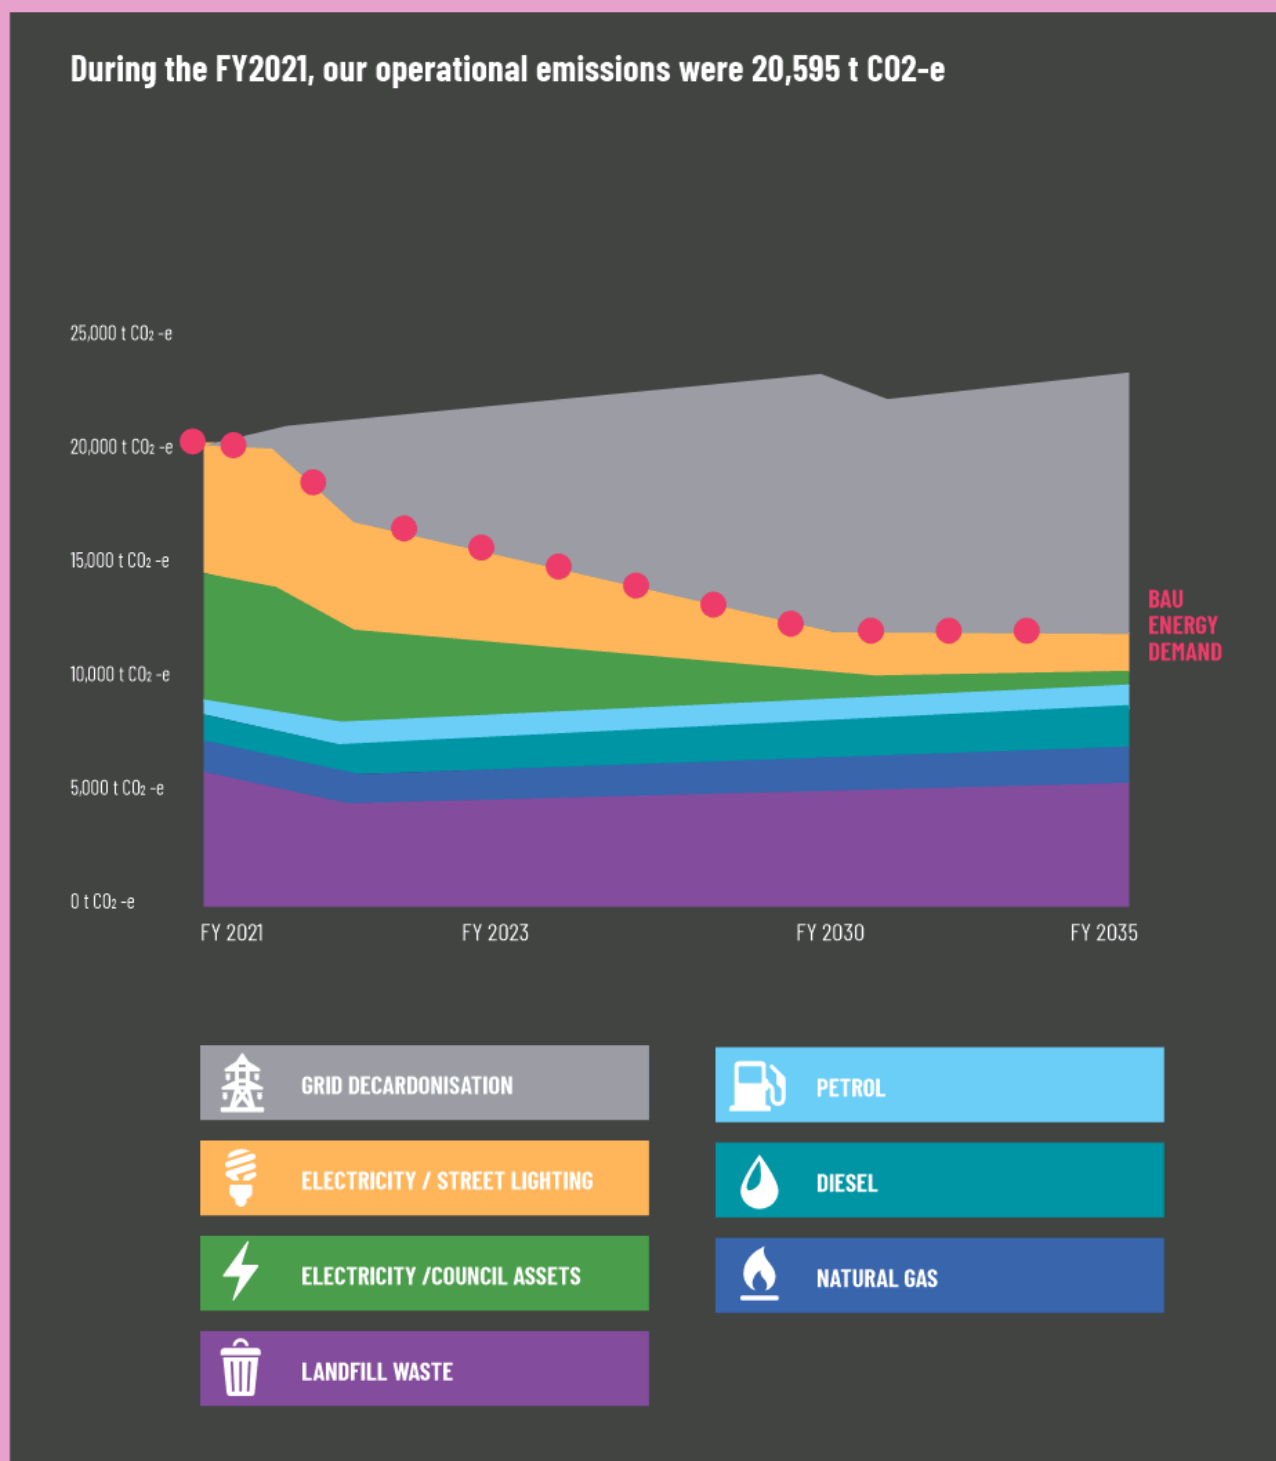 During the FY2021, our operational emissions were 20,595 t CO2-e
25,000 t CO₂ -e
20,000 t CO₂ -e
15,000 t CO₂ -e
10,000 t CO₂ -e
5,000 t CO₂ -e
0 t CO₂ -e
BAU
ENERGY
DEMAND
FY 2021
FY 2023
FY 2030
FY 2035
GRID DECARDONISATION
PETROL
ELECTRICITY / STREET LIGHTING
DIESEL
ELECTRICITY /COUNCIL ASSETS
NATURAL GAS
LANDFILL WASTE